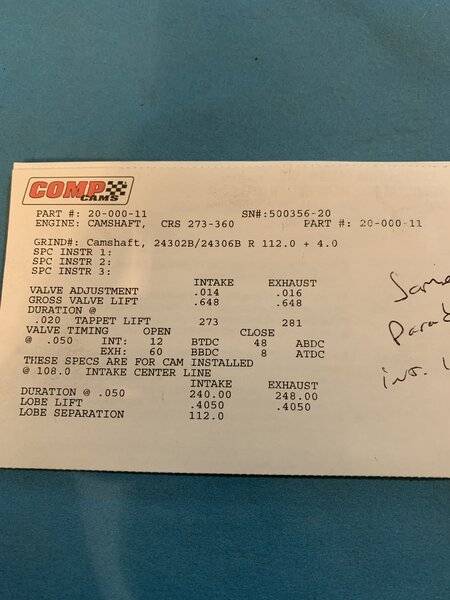 COMP
CAMS
PART #: 20-000-11 SN#:500356-20
ENGINE: CAMSHAFT, CRS 273-360 PART #: 20-000-11
GRIND#: Camshaft, 24302B/24306B R 112.0 + 4.0
SPC INSTR 1:
SPC INSTR 2:
SPC INSTR 3:
INTAKE EXHAUST
VALVE ADJUSTMENT .014 .016
GROSS VALVE LIFT .648 .648
DURATION @
.020 TAPPET LIFT 273 281
VALVE TIMING OPEN CLOSE
@ .050 INT: 12 BTDC 48 ABDC
EXH: 60 BBDC 8 ATDC
THESE SPECS ARE FOR CAM INSTALLED
@ 108.0 INTAKE CENTER LINE
INTAKE EXHAUST
DURATION @ .050 240.00 248.00
LOBE LIFT .4050 .4050
LOBE SEPARATION 112.0
int.